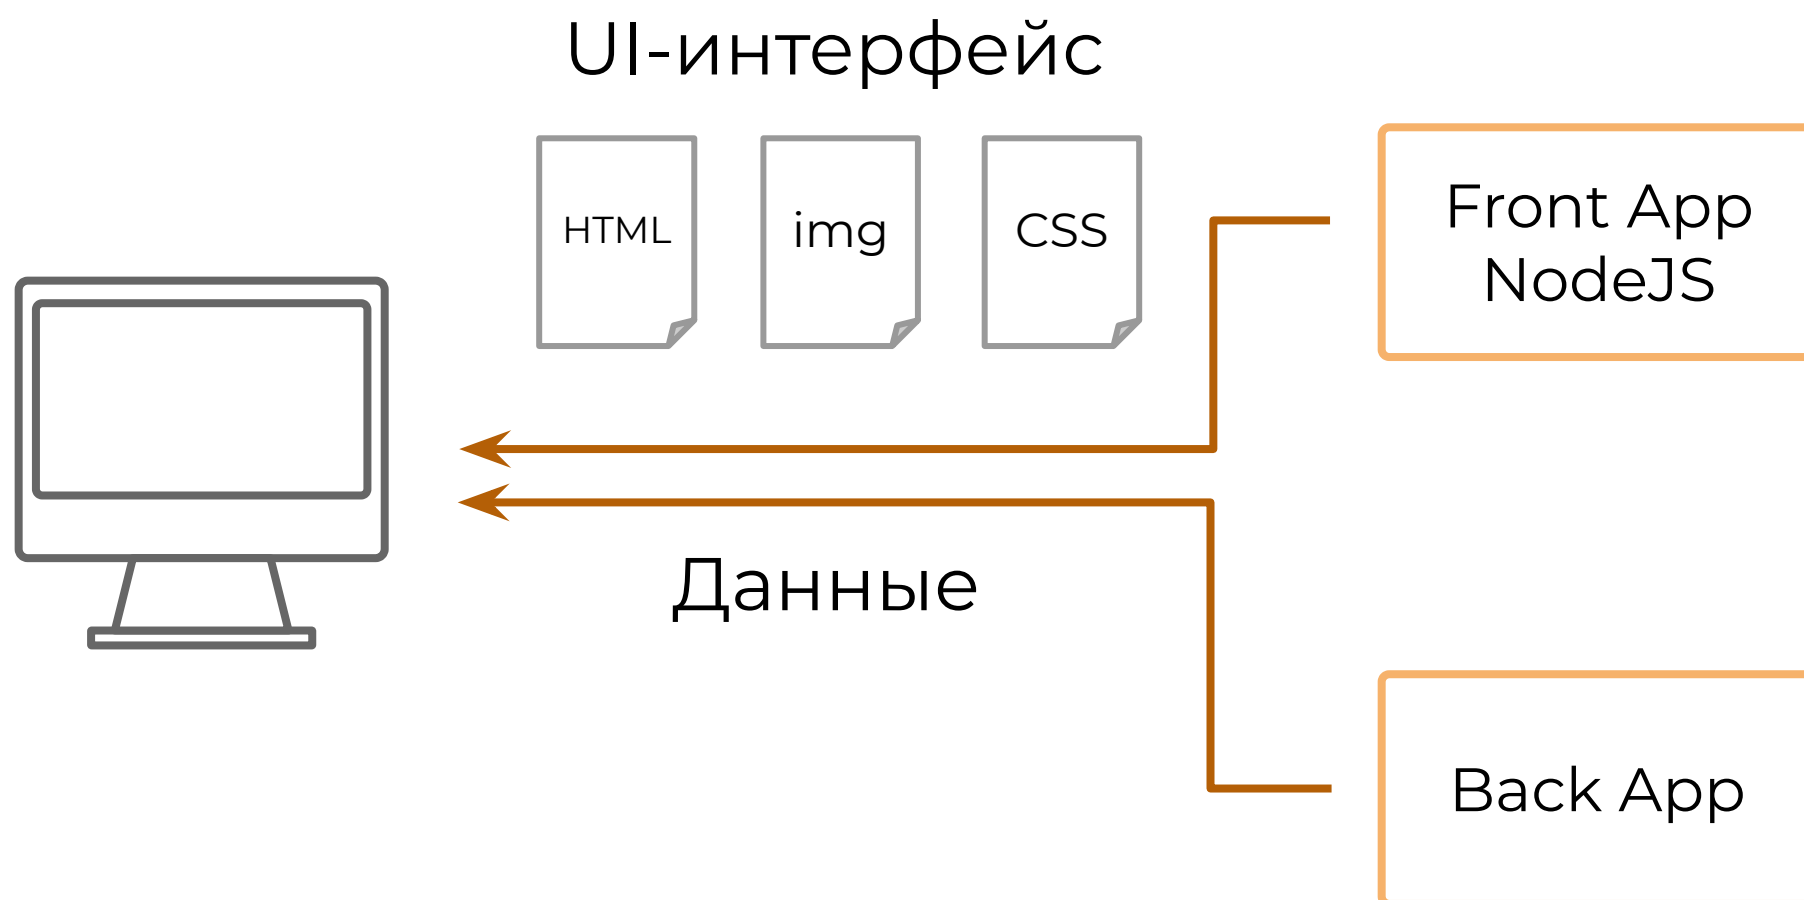 UI-интерфейс
HTML
img
CSS
Front App
NodeJS
Данные
Back App